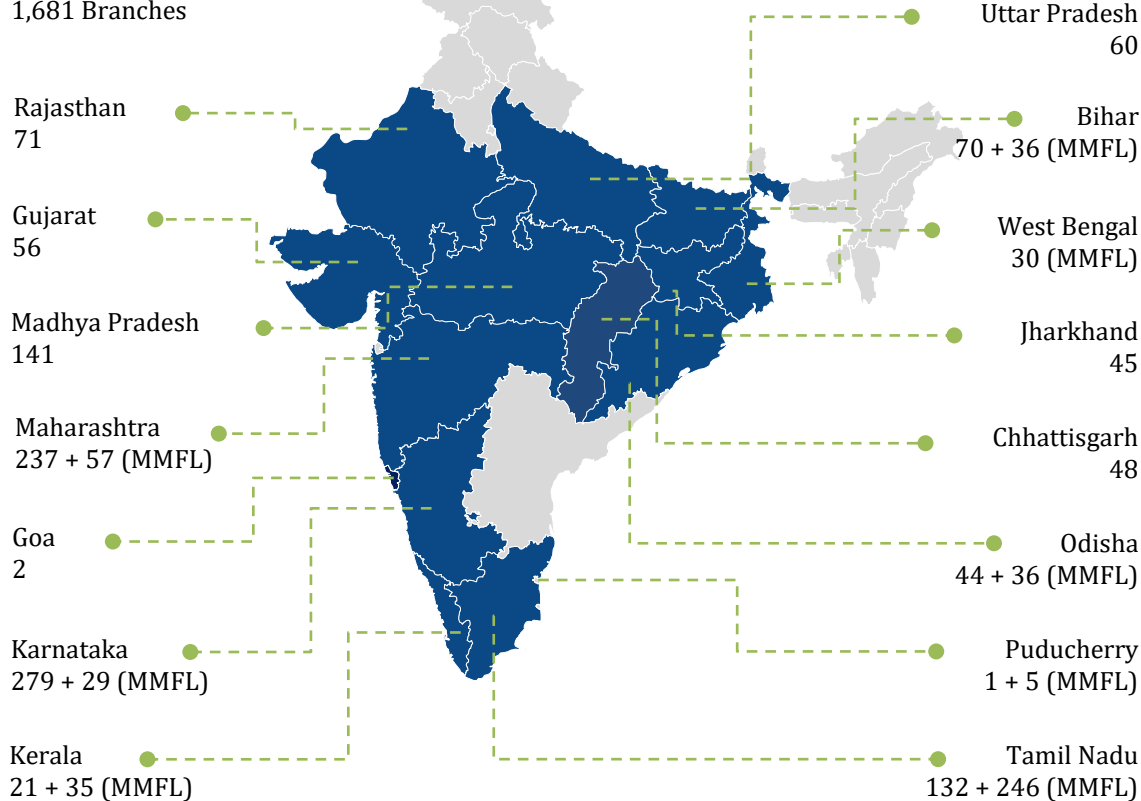 1,681 Branches
Rajasthan
71
Gujarat
56
Madhya Pradesh
141
Maharashtra
237 + 57 (MMFL)
Goa
2
Karnataka
279 + 29 (MMFL)
Kerala
21 + 35 (MMFL)
Uttar Pradesh
60
Bihar
70 + 36 (MMFL)
West Bengal
30 (MMFL)
Jharkhand
45
Chhattisgarh
48
Odisha
44 + 36 (MMFL)
Puducherry
1 + 5 (MMFL)
Tamil Nadu
132 + 246 (MMFL)